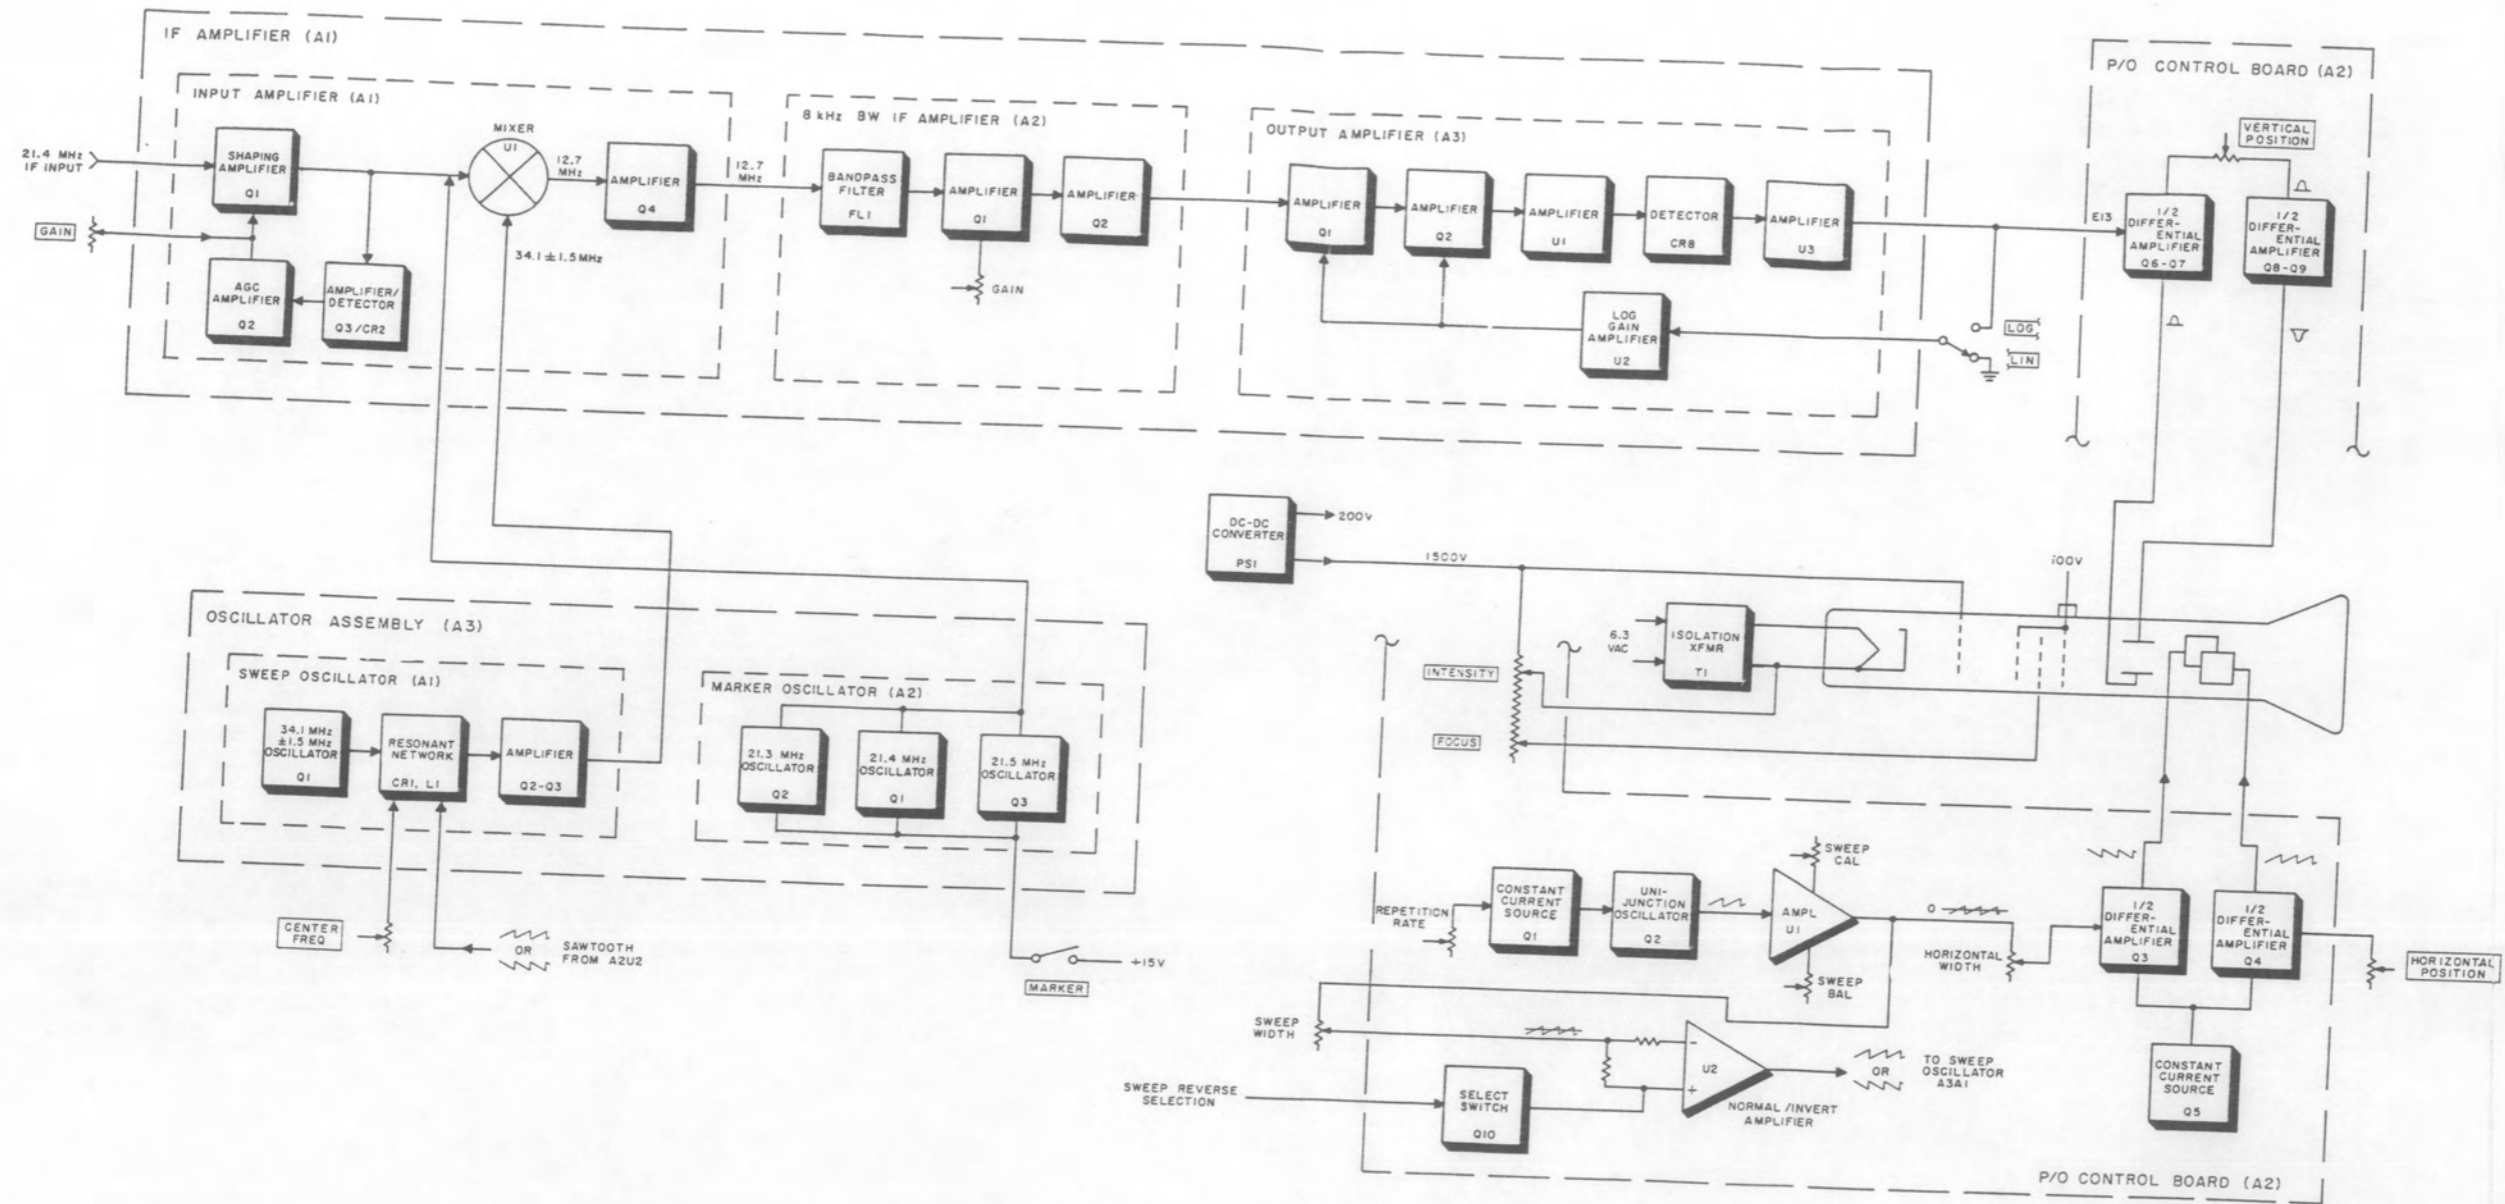 IF AMPLIFIER (A1)
INPUT AMPLIFIER (A1)
21.4 MHz
IF INPUT
SHAPING
AMPLIFIER
Q1
GAIN
AGC
AMPLIFIER
Q2
AMPLIFIER/
DETECTOR
Q3/CR2
MIXER
U1
12.7
MHz
34.1 ± 1.5 MHz
AMPLIFIER
Q4
12.7
MHz
8 kHz BW IF AMPLIFIER (A2)
BANDPASS
FILTER
FL1
AMPLIFIER
Q1
GAIN
AMPLIFIER
Q2
OUTPUT AMPLIFIER (A3)
AMPLIFIER
Q1
AMPLIFIER
Q2
AMPLIFIER
U1
DETECTOR
CR8
AMPLIFIER
U3
LOG
GAIN
AMPLIFIER
U2
LOG
LIN
P/O CONTROL BOARD (A2)
VERTICAL
POSITION
E13
1/2
DIFFER-
ENTIAL
AMPLIFIER
Q6-Q7
1/2
DIFFER-
ENTIAL
AMPLIFIER
Q8-Q9
DC-DC
CONVERTER
PS1
200V
1500V
100V
6.3
VAC
ISOLATION
XFMR
T1
INTENSITY
FOCUS
OSCILLATOR ASSEMBLY (A3)
SWEEP OSCILLATOR (A1)
34.1 MHz
±1.5 MHz
OSCILLATOR
Q1
RESONANT
NETWORK
CR1, L1
AMPLIFIER
Q2-Q3
MARKER OSCILLATOR (A2)
21.3 MHz
OSCILLATOR
Q2
21.4 MHz
OSCILLATOR
Q1
21.5 MHz
OSCILLATOR
Q3
CENTER
FREQ
OR
SAWTOOTH
FROM A2U2
+15V
MARKER
REPETITION
RATE
CONSTANT
CURRENT
SOURCE
Q1
UNI-
JUNCTION
OSCILLATOR
Q2
SWEEP
CAL
AMPL
U1
SWEEP
BAL
0
HORIZONTAL
WIDTH
1/2
DIFFER-
ENTIAL
AMPLIFIER
Q3
1/2
DIFFER-
ENTIAL
AMPLIFIER
Q4
HORIZONTAL
POSITION
CONSTANT
CURRENT
SOURCE
Q5
SWEEP
WIDTH
SWEEP REVERSE
SELECTION
SELECT
SWITCH
Q10
-
U2
+
NORMAL/INVERT
AMPLIFIER
OR
TO SWEEP
OSCILLATOR
A3A1
P/O CONTROL BOARD (A2)